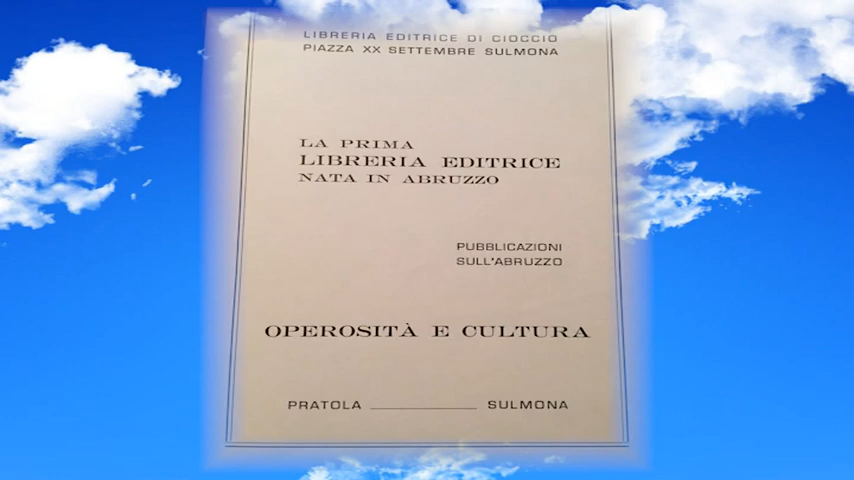 LIBRERIA EDITRICE DI CIOCCIO
PIAZZA XX SETTEMBRE SULMONA
LA PRIMA
LIBRERIA EDITRICE
NATA IN ABRUZZO
PUBBLICAZIONI
SULL'ABRUZZO
OPEROSITÀ E CULTURA
PRATOLA __________ SULMONA